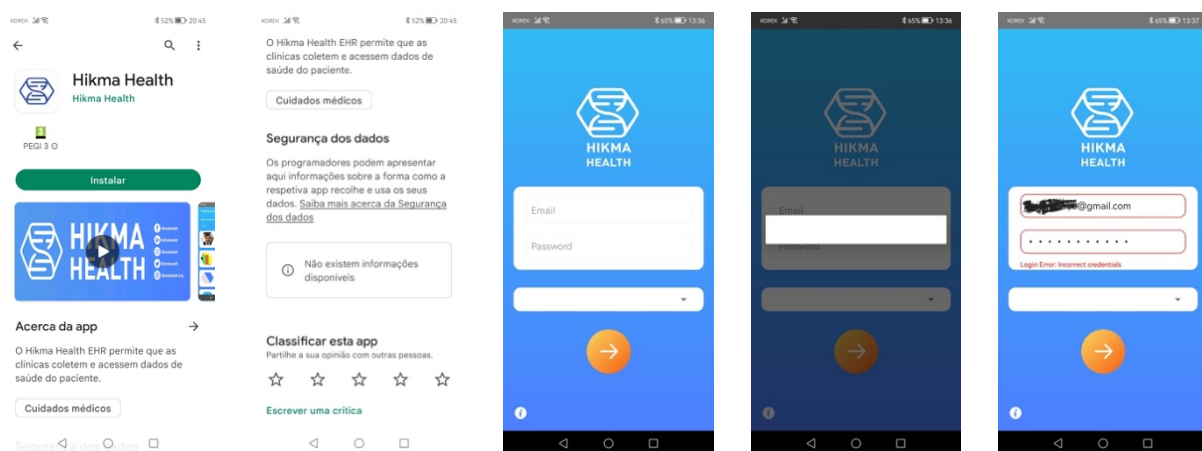 KOREK 52% 20:45
Hikma Health
Hikma Health
3
PEGI 3
Instalar
HIKMA
HEALTH
Acerca da app
O Hikma Health EHR permite que as
clínicas coletem e acessem dados de
saúde do paciente.
Cuidados médicos
Segurança dos dados
KOREK 52% 20:45
O Hikma Health EHR permite que as
clínicas coletem e acessem dados de
saúde do paciente.
Cuidados médicos
Segurança dos dados
Os programadores podem apresentar
aqui informações sobre a forma como a
respetiva app recolhe e usa os seus
dados. Saiba mais acerca da Segurança
dos dados
Não existem informações
disponíveis
Classificar esta app
Partilhe a sua opinião com outras pessoas.
Escrever uma crítica
KOREK 65% 13:36
HIKMA
HEALTH
Email
Password
KOREK 65% 13:36
HIKMA
HEALTH
Email
Password
KOREK 65% 13:37
HIKMA
HEALTH
@gmail.com
Login Error: Incorrect credentials